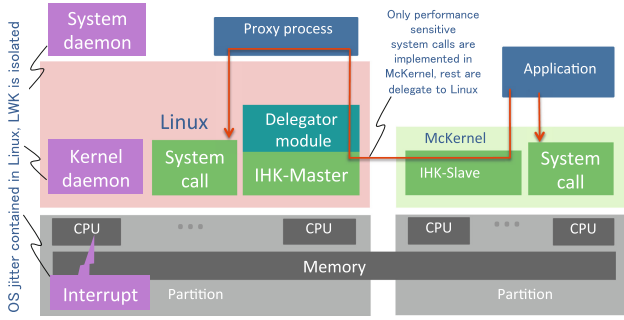 OS jitter contained in Linux, LWK is isolated
System
daemon
Proxy process
Only performance
sensitive
system calls are
implemented in
McKernel, rest are
delegate to Linux
Application
Linux
Delegator
module
McKernel
Kernel
daemon
System
call
IHK-Master
IHK-Slave
System
call
CPU
...
CPU
CPU
...
CPU
Memory
Interrupt
Partition
Partition